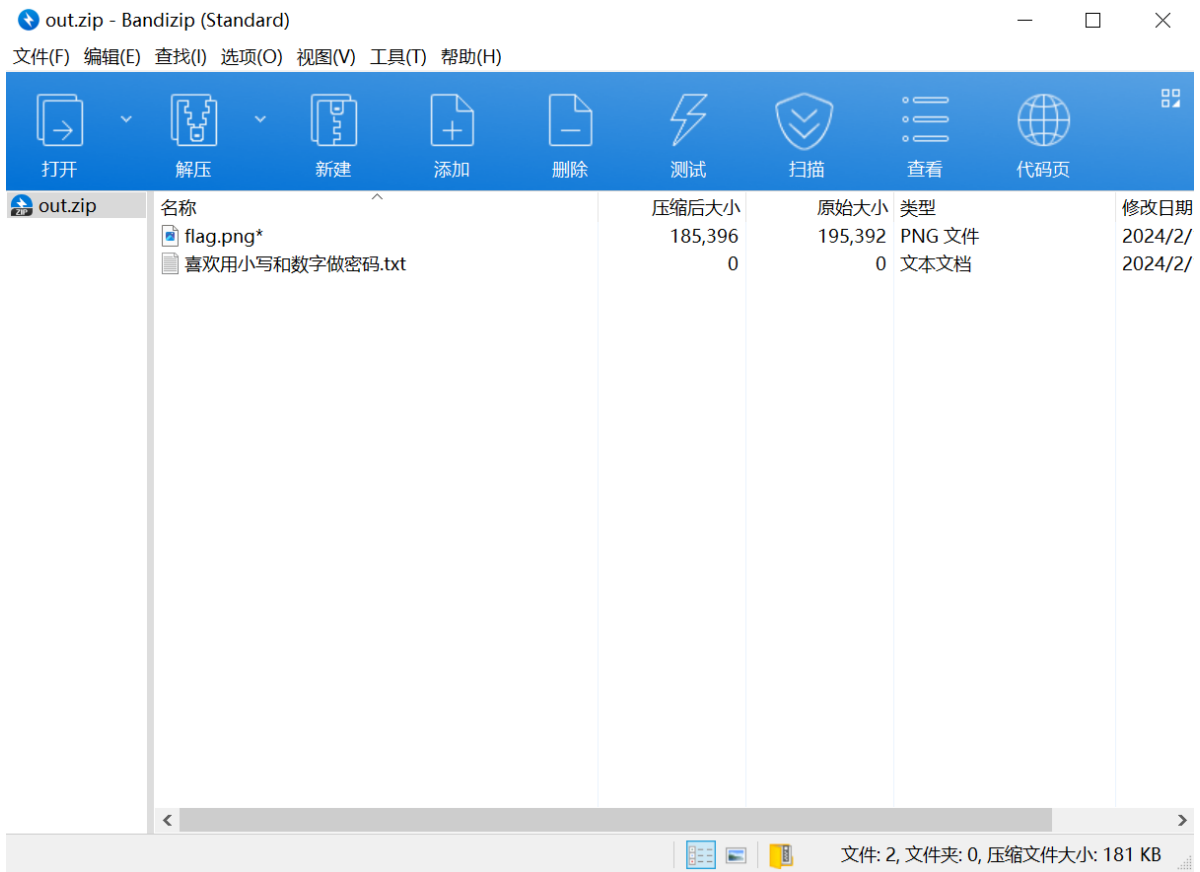 out.zip - Bandizip (Standard)
文件(F) 编辑(E) 查找(I) 选项(O) 视图(V) 工具(T) 帮助(H)
打开 解压 新建 添加 删除 测试 扫描 查看 代码页
out.zip
名称 压缩后大小 原始大小 类型 修改日期
flag.png* 185,396 195,392 PNG 文件 2024/2/
喜欢用小写和数字做密码.txt 0 0 文本文档 2024/2/
文件: 2, 文件夹: 0, 压缩文件大小: 181 KB